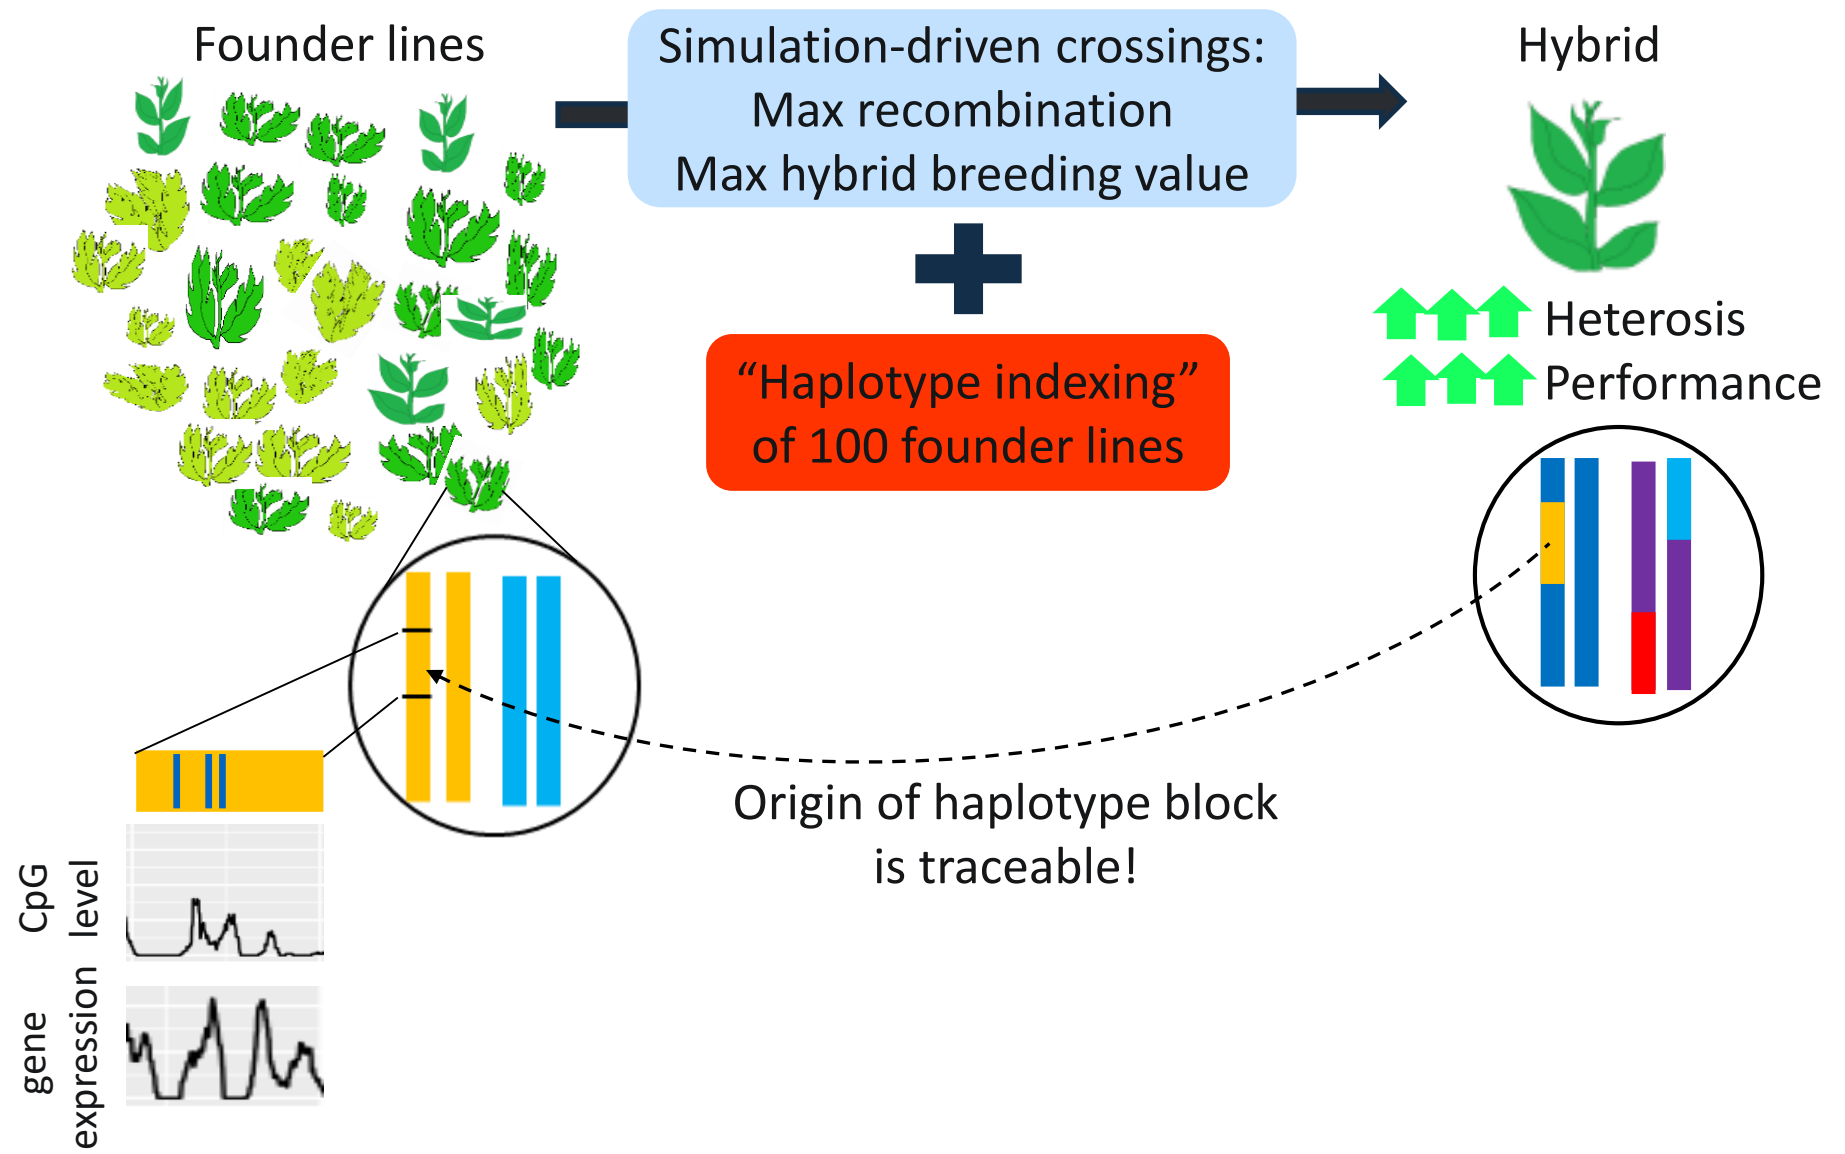 Founder lines
Simulation-driven crossings:
Max recombination
Max hybrid breeding value
Hybrid
Heterosis
Performance
“Haplotype indexing”
of 100 founder lines
Origin of haplotype block
is traceable!
CpG
level
gene
expression